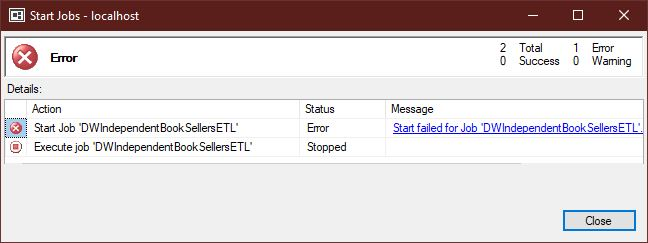 Start Jobs - localhost
Error
2 Total 1 Error
0 Success 0 Warning
Details:
Action Status Message
Start Job 'DWIndependentBookSellersETL' Error Start failed for Job 'DWIndependentBookSellersETL'.
Execute job 'DWIndependentBookSellersETL' Stopped
Close